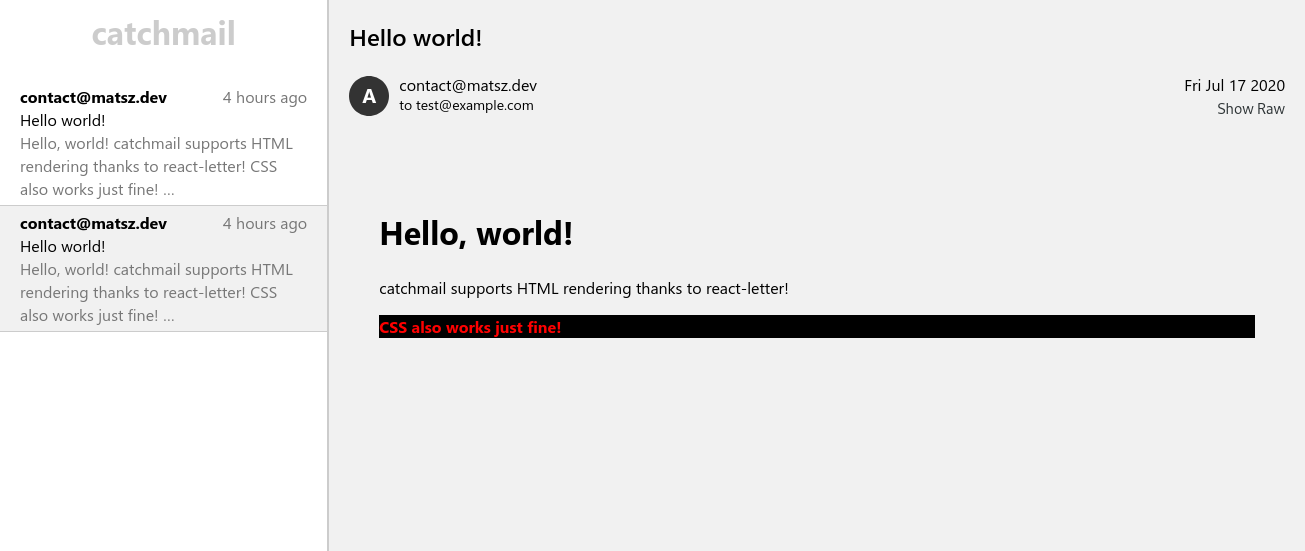 catchmail
contact@matsz.dev 4 hours ago
Hello world!
Hello, world! catchmail supports HTML
rendering thanks to react-letter! CSS
also works just fine! ...
contact@matsz.dev 4 hours ago
Hello world!
Hello, world! catchmail supports HTML
rendering thanks to react-letter! CSS
also works just fine! ...
Hello world!
A
contact@matsz.dev
to test@example.com
Fri Jul 17 2020
Show Raw
Hello, world!
catchmail supports HTML rendering thanks to react-letter!
CSS also works just fine!